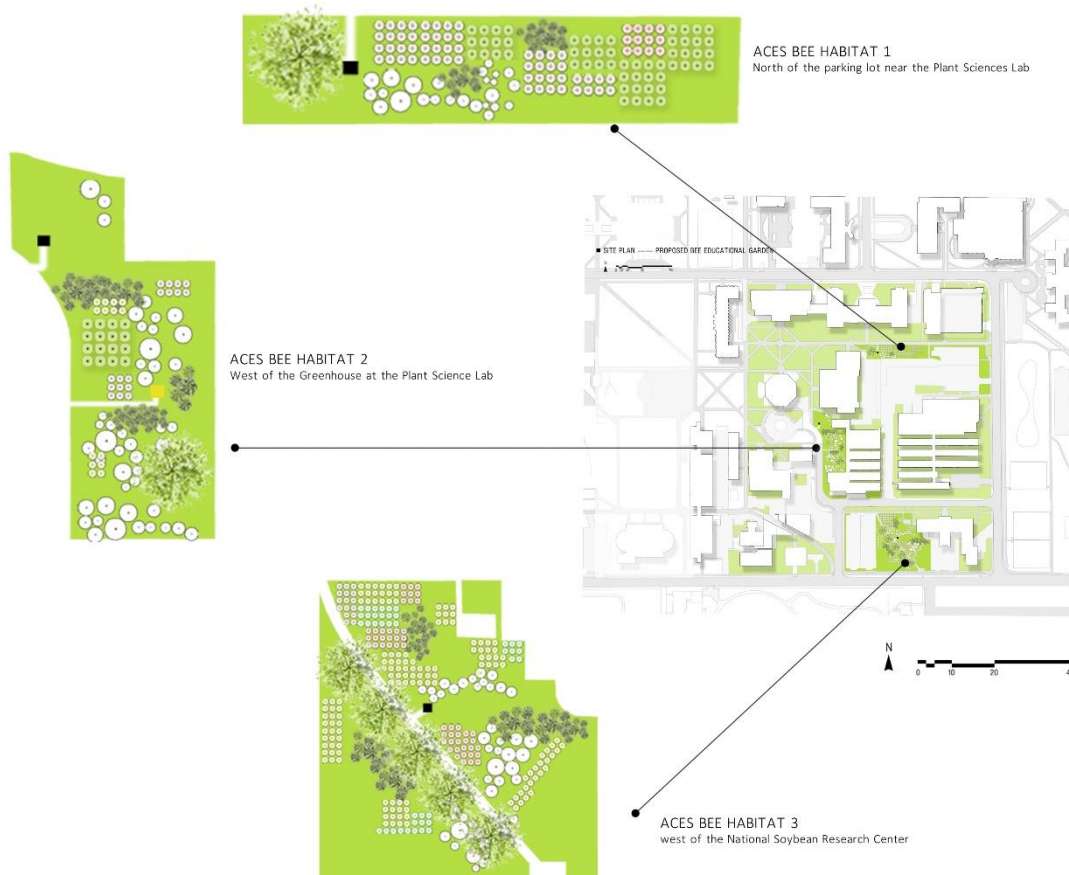 ACES BEE HABITAT 1
North of the parking lot near the Plant Sciences Lab
SITE PLAN —— PROPOSED BEE EDUCATIONAL GARDEN
ACES BEE HABITAT 2
West of the Greenhouse at the Plant Science Lab
N
0 10 20
ACES BEE HABITAT 3
west of the National Soybean Research Center